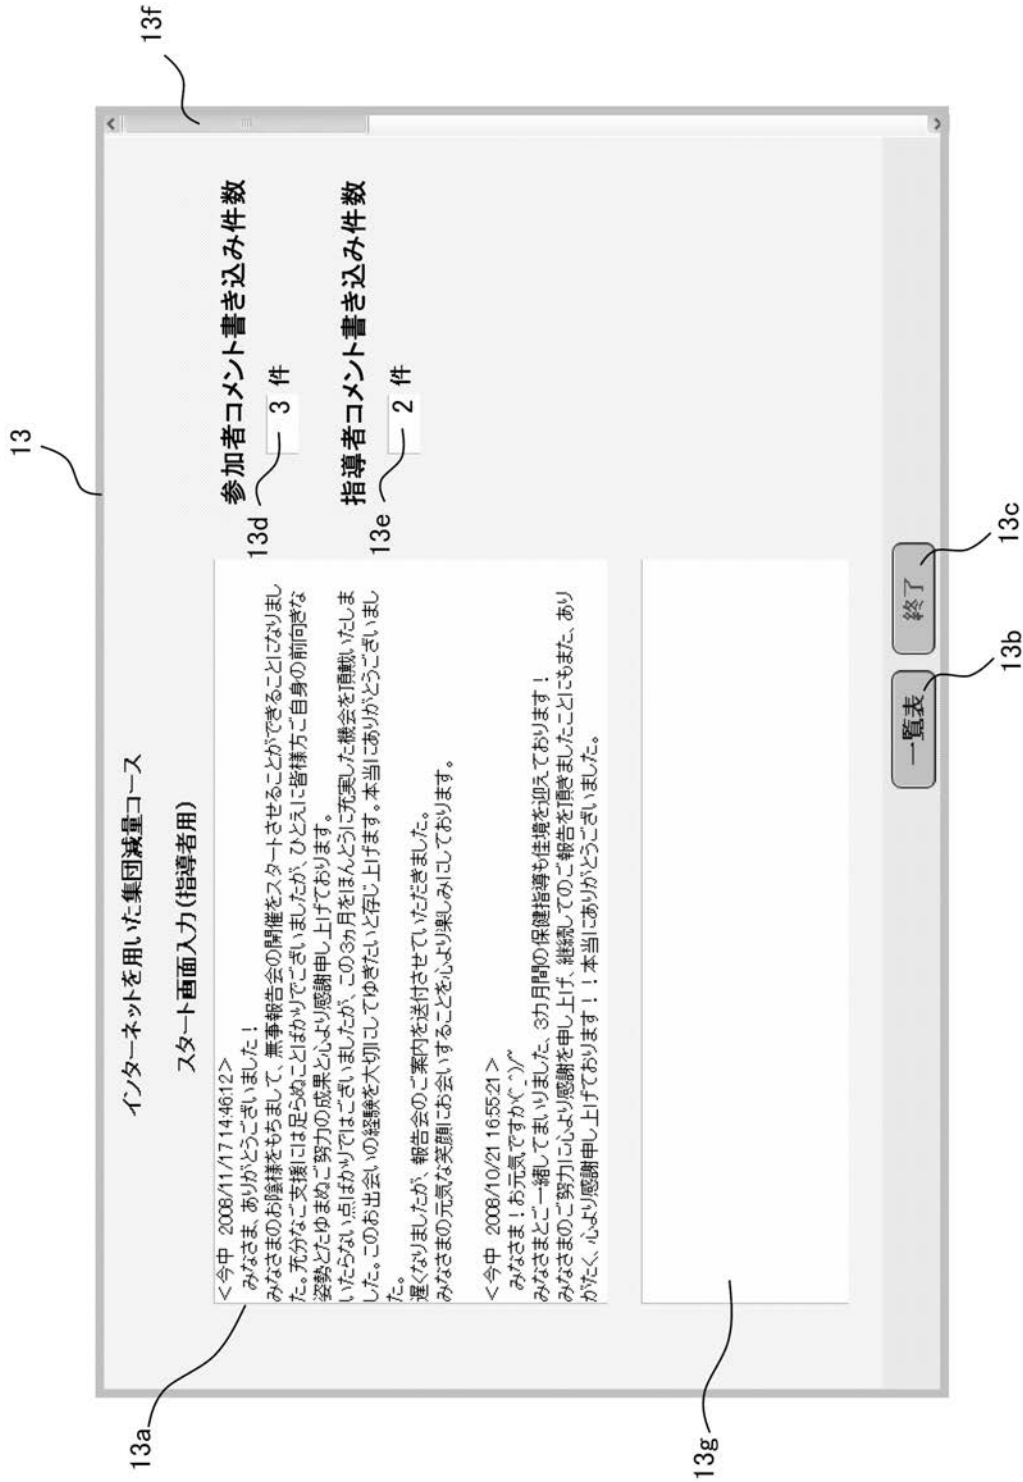 13
インターネットを用いた集団減量コース
スタート画面入力(指導者用)
13a
<今中 2008/11/17 14:46:12>
みなさま、ありがとうございました！
みなさまのお陰様をもちまして、無事報告会の開催をスタートさせることができることになりまし
た。充分なご支援には足らぬことばかりでございましたが、ひとえに皆様方ご自身の前向きな
姿勢とたゆまぬご努力の成果と心より感謝申し上げております。
いたらない点ばかりではございましたが、この3ヵ月をほんとうに充実した機会を頂戴いたしま
した。このお出会いの経験を大切にしてゆきたいと存じ上げます。本当にありがとうございまし
た。
遅くなりましたが、報告会のご案内を送付させていただきました。
みなさまの元気な笑顔にお会いすることを心より楽しみにしております。
<今中 2008/10/21 16:55:21>
みなさま！お元気ですか(^_^)/~
みなさまとご一緒してまいりました、3カ月間の保健指導も佳境を迎えております！
みなさまのご努力に心より感謝を申し上げ、継続してのご報告を頂きましたことにもまた、あり
がたく、心より感謝申し上げております！！本当にありがとうございました。
参加者コメント書き込み件数
13d
3 件
指導者コメント書き込み件数
13e
2 件
13f
13g
一覧表
終了
13b
13c